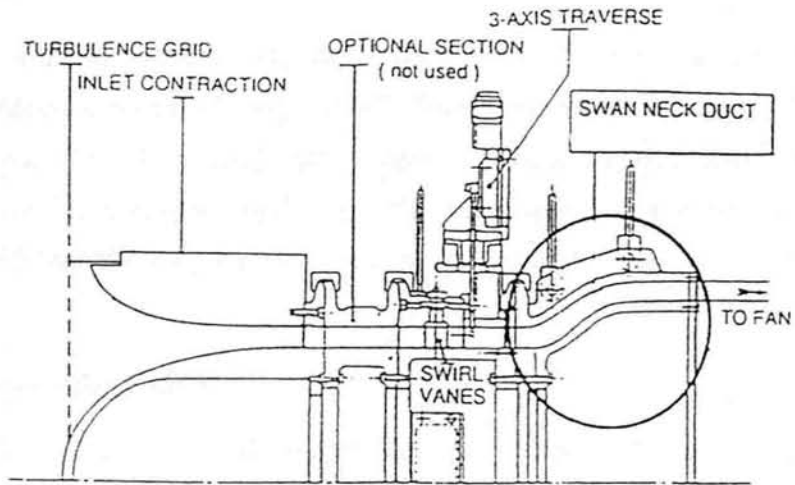 3-AXIS TRAVERSE
TURBULENCE GRID
OPTIONAL SECTION
( not used )
INLET CONTRACTION
SWAN NECK DUCT
TO FAN
SWIRL
VANES